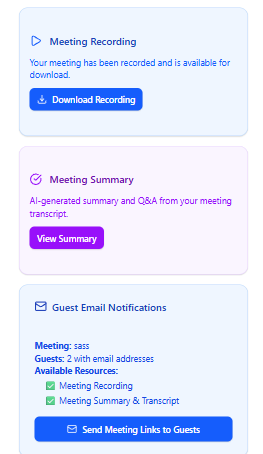 Meeting Recording
Your meeting has been recorded and is available for
download.
Download Recording
Meeting Summary
AI-generated summary and Q&A from your meeting
transcript.
View Summary
Guest Email Notifications
Meeting: sass
Guests: 2 with email addresses
Available Resources:
✅ Meeting Recording
✅ Meeting Summary & Transcript
Send Meeting Links to Guests